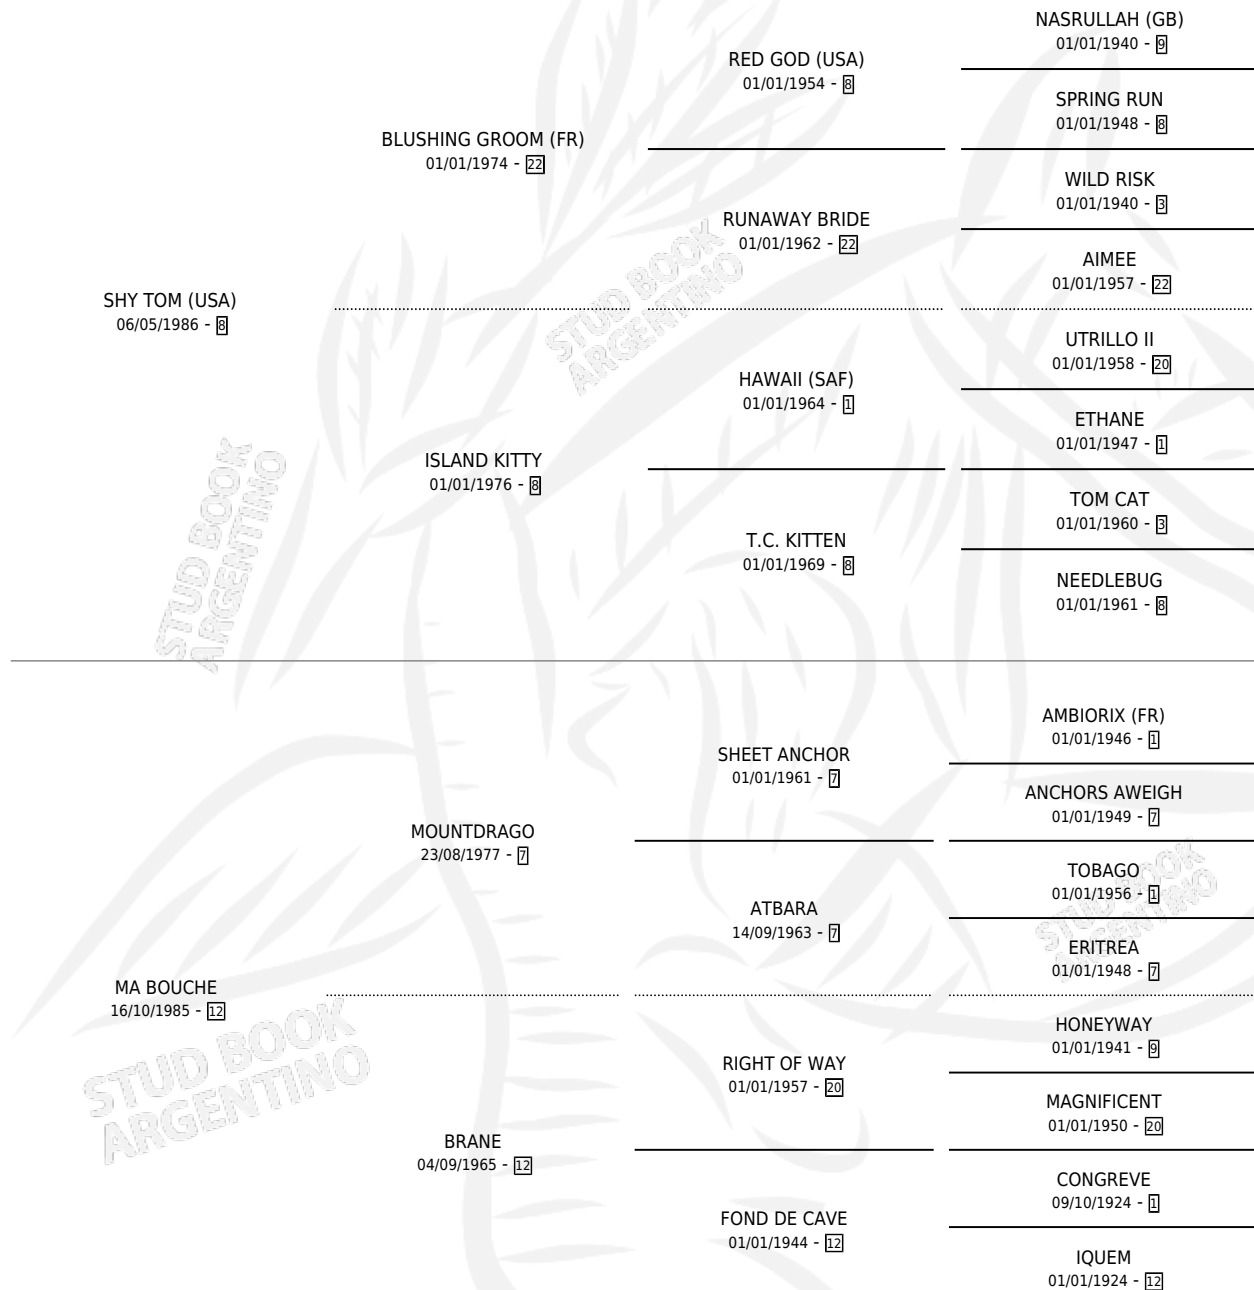 NASRULLAH (GB)
01/01/1940 - 9
RED GOD (USA)
01/01/1954 - 8
SPRING RUN
01/01/1948 - 8
BLUSHING GROOM (FR)
01/01/1974 - 22
WILD RISK
01/01/1940 - 3
RUNAWAY BRIDE
01/01/1962 - 22
AIMEE
01/01/1957 - 22
SHY TOM (USA)
06/05/1986 - 8
UTRILLO II
01/01/1958 - 20
HAWAII (SAF)
01/01/1964 - 1
ETHANE
01/01/1947 - 1
ISLAND KITTY
01/01/1976 - 8
TOM CAT
01/01/1960 - 3
T.C. KITTEN
01/01/1969 - 8
NEEDLEBUG
01/01/1961 - 8
AMBIORIX (FR)
01/01/1946 - 1
SHEET ANCHOR
01/01/1961 - 7
ANCHORS AWEIGH
01/01/1949 - 7
MOUNTDRAGO
23/08/1977 - 7
TOBAGO
01/01/1956 - 1
ATBARA
14/09/1963 - 7
ERITREA
01/01/1948 - 7
MA BOUCHE
16/10/1985 - 12
HONEYWAY
01/01/1941 - 9
RIGHT OF WAY
01/01/1957 - 20
MAGNIFICENT
01/01/1950 - 20
BRANE
04/09/1965 - 12
CONGREVE
09/10/1924 - 1
FOND DE CAVE
01/01/1944 - 12
IQUEM
01/01/1924 - 12
STUD BOOK
ARGENTINO
STUD BOOK
ARGENTINO
STUD BOOK
ARGENTINO
STUD BOOK
ARGENTINO